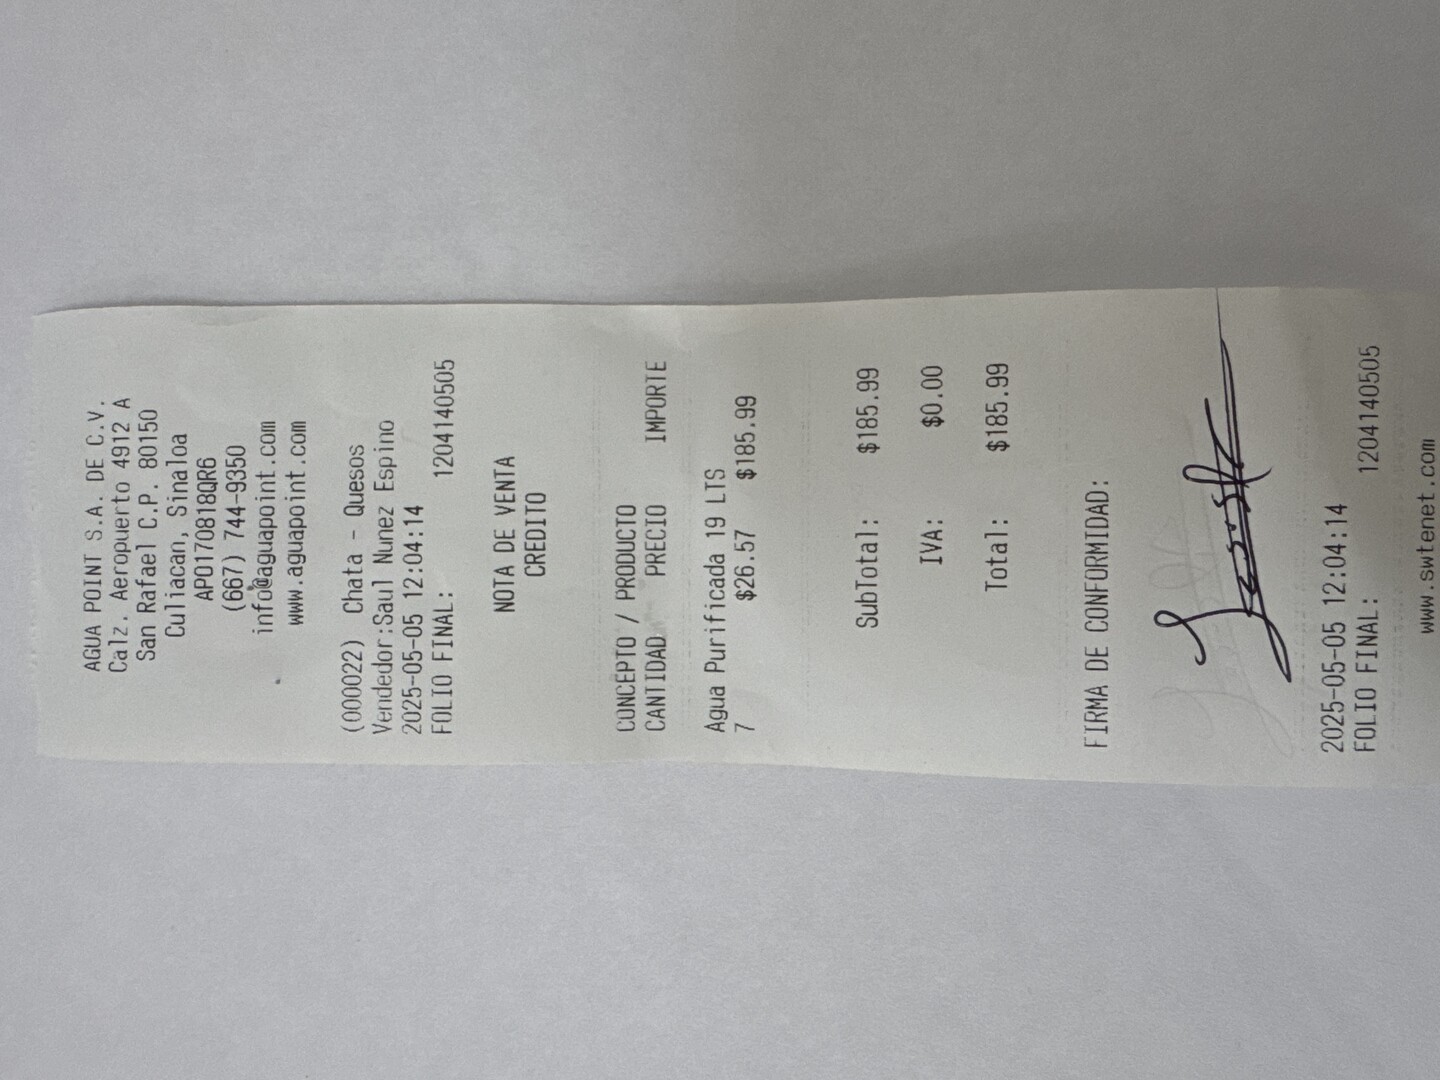 AGUA POINT S.A. DE C.V.
Calz. Aeropuerto 4912 A
San Rafael C.P. 80150
Culiacan, Sinaloa
APO170818QR6
(667) 744-9350
info@aguapoint.com
www.aguapoint.com
(000022) Chata - Quesos
Vendedor:Saul Nunez Espino
2025-05-05 12:04:14
FOLIO FINAL: 1204140505
NOTA DE VENTA
CREDITO
CONCEPTO / PRODUCTO
CANTIDAD PRECIO IMPORTE
Agua Purificada 19 LTS
7 $26.57 $185.99
SubTotal: $185.99
IVA: $0.00
Total: $185.99
FIRMA DE CONFORMIDAD:
2025-05-05 12:04:14
FOLIO FINAL: 1204140505
www.swtenet.com